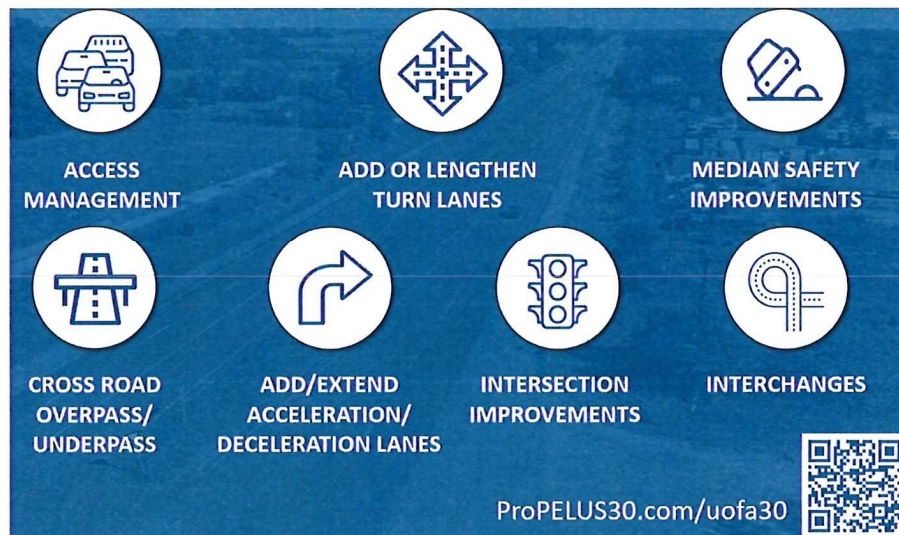 ACCESS
MANAGEMENT
ADD OR LENGTHEN
TURN LANES
MEDIAN SAFETY
IMPROVEMENTS
CROSS ROAD
OVERPASS/
UNDERPASS
ADD/EXTEND
ACCELERATION/
DECELERATION LANES
INTERSECTION
IMPROVEMENTS
INTERCHANGES
ProPELUS30.com/uofa30